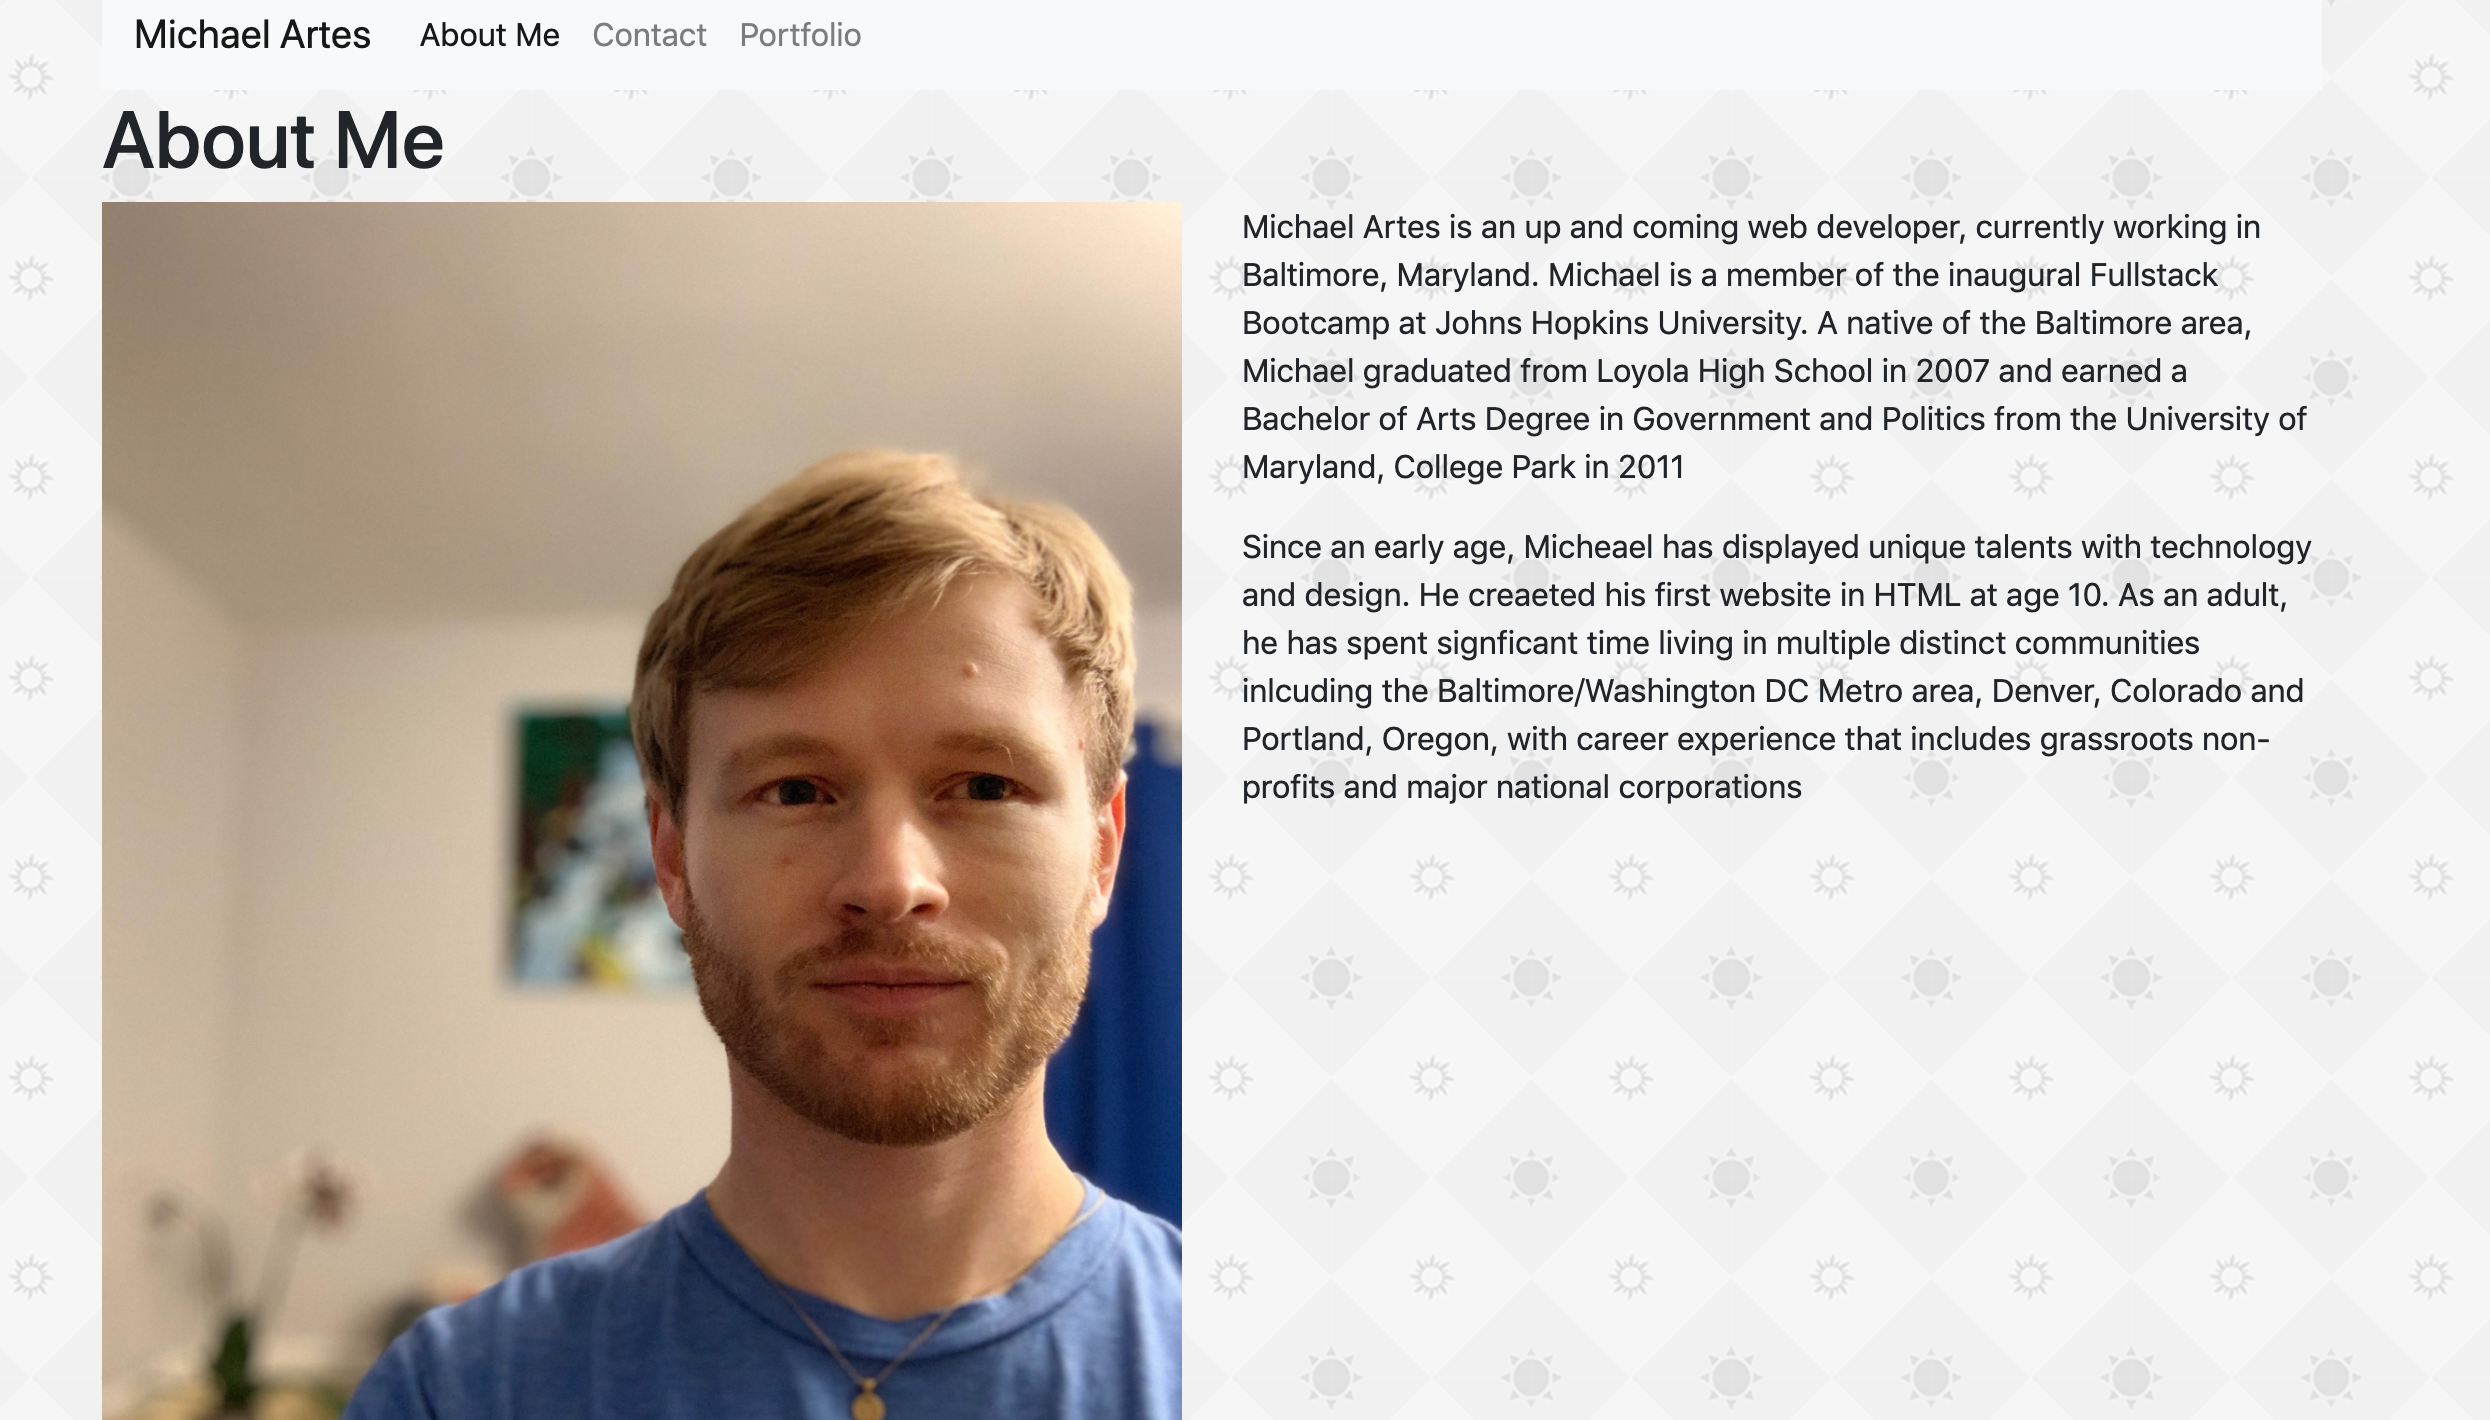 Michael Artes About Me Contact Portfolio
About Me
Michael Artes is an up and coming web developer, currently working in
Baltimore, Maryland. Michael is a member of the inaugural Fullstack
Bootcamp at Johns Hopkins University. A native of the Baltimore area,
Michael graduated from Loyola High School in 2007 and earned a
Bachelor of Arts Degree in Government and Politics from the University of
Maryland, College Park in 2011
Since an early age, Micheael has displayed unique talents with technology
and design. He creaeted his first website in HTML at age 10. As an adult,
he has spent signficant time living in multiple distinct communities
inlcuding the Baltimore/Washington DC Metro area, Denver, Colorado and
Portland, Oregon, with career experience that includes grassroots non-
profits and major national corporations